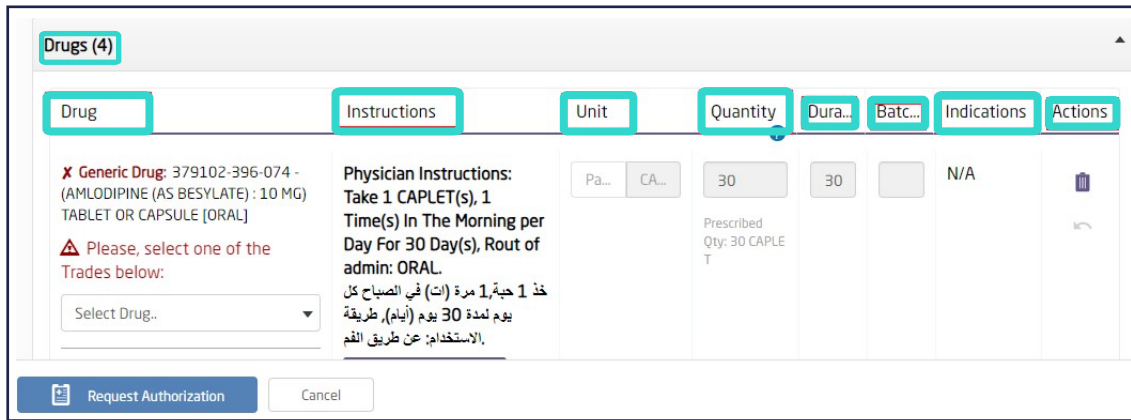 Drugs (4)
Drug Instructions Unit Quantity Dura... Batc... Indications Actions
✗ Generic Drug: 379102-396-074 -
(AMLODIPINE (AS BESYLATE) : 10 MG)
TABLET OR CAPSULE [ORAL]
Please, select one of the
Trades below:
Select Drug..
Physician Instructions:
Take 1 CAPLET(s), 1
Time(s) In The Morning per
Day For 30 Day(s), Rout of
admin: ORAL.
خذ 1 حبة,1 مرة (ات) في الصباح كل
يوم لمدة 30 يوم (أيام), طريقة
الاستخدام: عن طريق الفم.
Pa... CA...
30
Prescribed
Qty: 30 CAPLE
T
30
N/A
Request Authorization Cancel